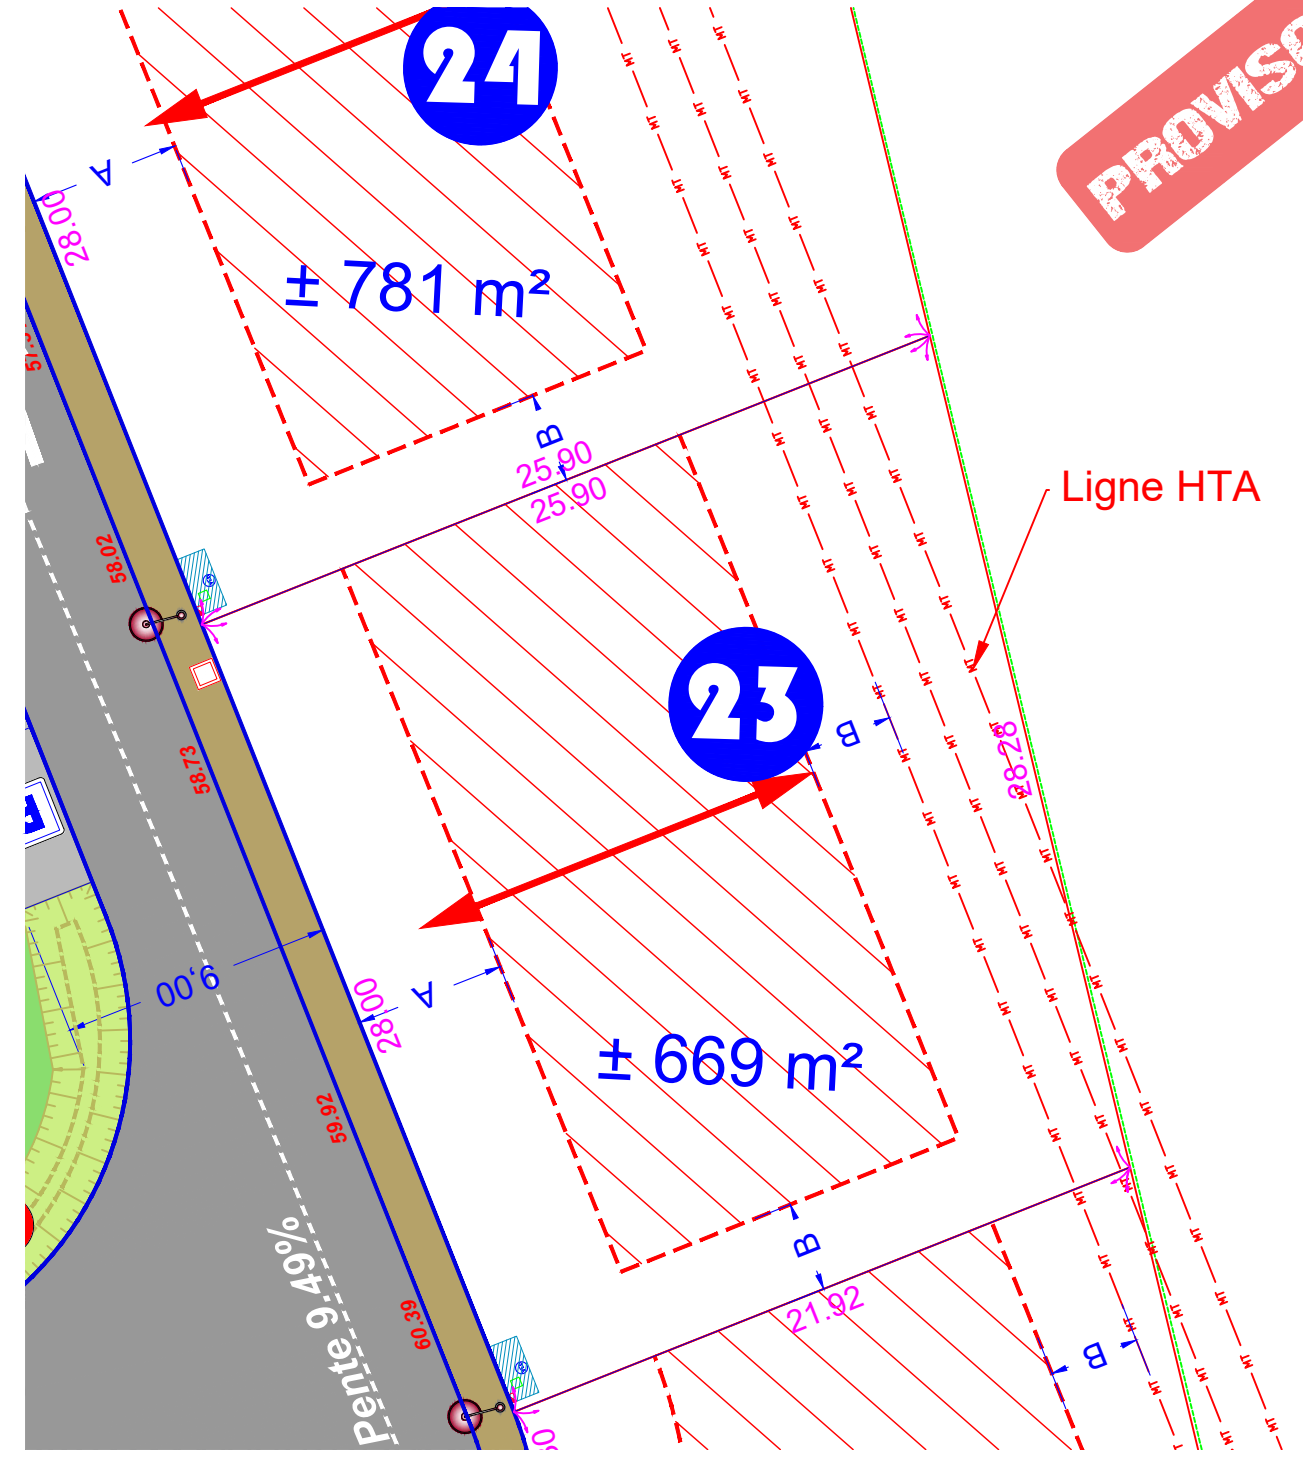 24
PROVISO
A
28.00
± 781 m²
B
25.90
25.90
Ligne HTA
58.02
23
B
28.28
58.73
9,00
A
28.00
± 669 m²
59.92
B
21.92
60.39
B
Pente 9.49%
MT